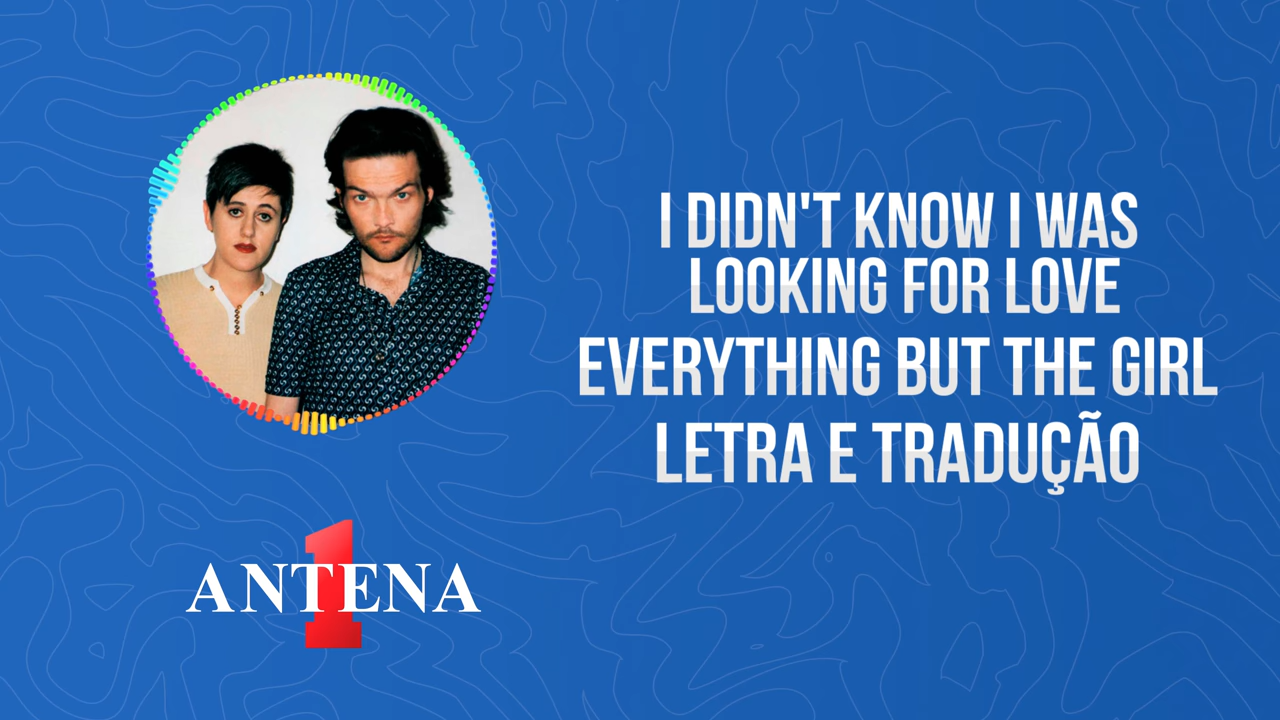 I DIDN'T KNOW I WAS
LOOKING FOR LOVE
EVERYTHING BUT THE GIRL
LETRA E TRADUÇÃO
ANTENA 1